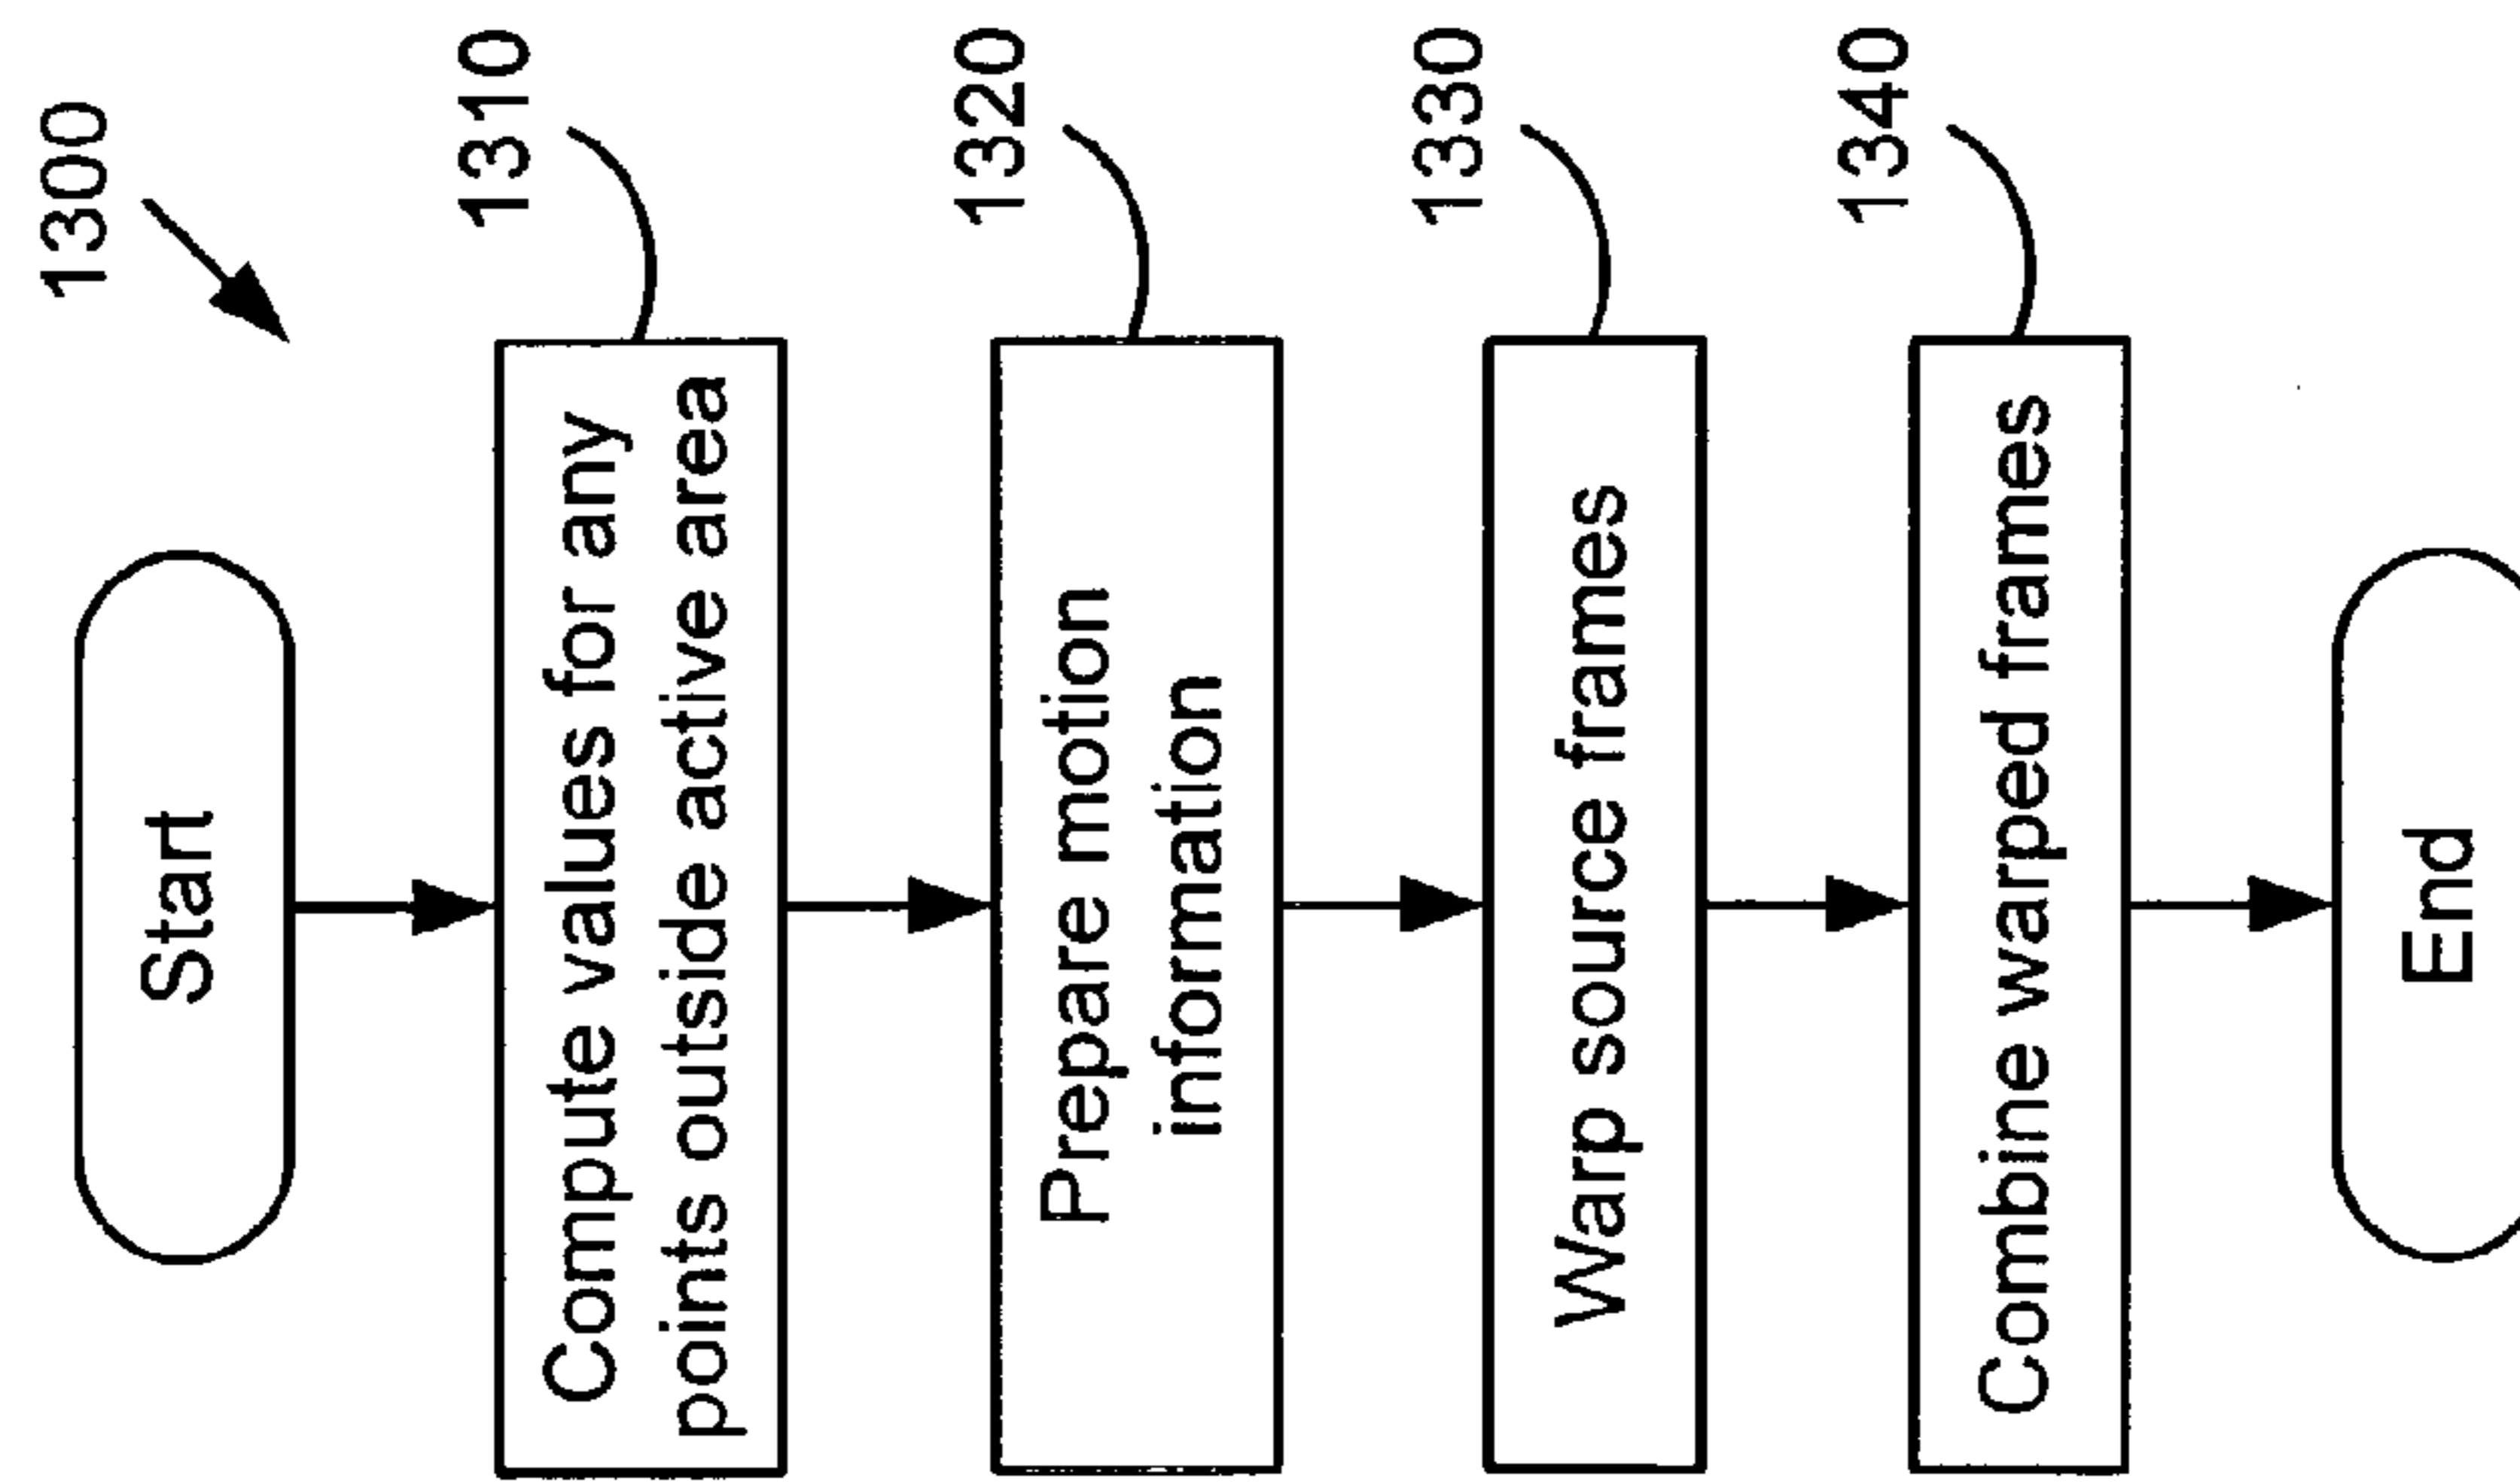 1300
Start
1310
Compute values for any
points outside active area
1320
Prepare motion
information
1330
Warp source frames
1340
Combine warped frames
End